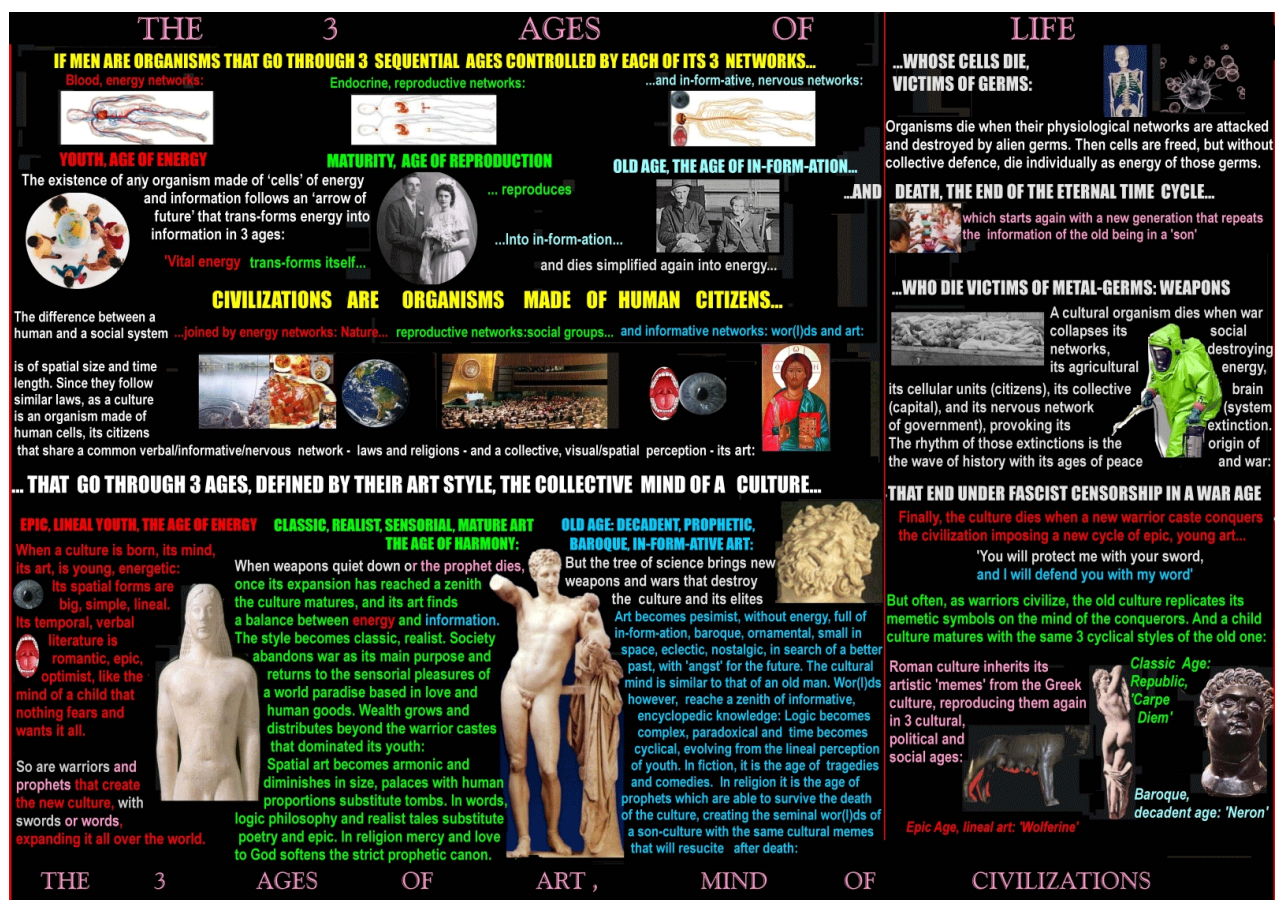 THE 3 AGES OF LIFE
IF MEN ARE ORGANISMS THAT GO THROUGH 3 SEQUENTIAL AGES CONTROLLED BY EACH OF ITS 3 NETWORKS...
Blood, energy networks:
Endocrine, reproductive networks:
...and in-form-ative, nervous networks:
YOUTH, AGE OF ENERGY
MATURITY, AGE OF REPRODUCTION
OLD AGE, THE AGE OF IN-FORM-ATION...
The existence of any organism made of ‘cells’ of energy
and information follows an ‘arrow of
future’ that trans-forms energy into
information in 3 ages:
'Vital energy trans-forms itself...
... reproduces
...Into in-form-ation...
and dies simplified again into energy...
CIVILIZATIONS ARE ORGANISMS MADE OF HUMAN CITIZENS...
The difference between a
human and a social system ...joined by energy networks: Nature... reproductive networks:social groups... and informative networks: wor(l)ds and art:
is of spatial size and time
length. Since they follow
similar laws, as a culture
is an organism made of
human cells, its citizens
that share a common verbal/informative/nervous network - laws and religions - and a collective, visual/spatial perception - its art:
... THAT GO THROUGH 3 AGES, DEFINED BY THEIR ART STYLE, THE COLLECTIVE MIND OF A CULTURE...
EPIC, LINEAL YOUTH, THE AGE OF ENERGY
When a culture is born, its mind,
its art, is young, energetic:
Its spatial forms are
big, simple, lineal.
Its temporal, verbal
literature is
romantic, epic,
optimist, like the
mind of a child that
nothing fears and
wants it all.
So are warriors and
prophets that create
the new culture, with
swords or words,
expanding it all over the world.
CLASSIC, REALIST, SENSORIAL, MATURE ART
THE AGE OF HARMONY:
When weapons quiet down or the prophet dies,
once its expansion has reached a zenith
the culture matures, and its art finds
a balance between energy and information.
The style becomes classic, realist. Society
abandons war as its main purpose and
returns to the sensorial pleasures of
a world paradise based in love and
human goods. Wealth grows and
distributes beyond the warrior castes
that dominated its youth:
Spatial art becomes armonic and
diminishes in size, palaces with human
proportions substitute tombs. In words,
logic philosophy and realist tales substitute
poetry and epic. In religion mercy and love
to God softens the strict prophetic canon.
OLD AGE: DECADENT, PROPHETIC,
BAROQUE, IN-FORM-ATIVE ART:
But the tree of science brings new
weapons and wars that destroy
the culture and its elites
Art becomes pesimist, without energy, full of
in-form-ation, baroque, ornamental, small in
space, eclectic, nostalgic, in search of a better
past, with 'angst' for the future. The cultural
mind is similar to that of an old man. Wor(l)ds
however, reache a zenith of informative,
encyclopedic knowledge: Logic becomes
complex, paradoxical and time becomes
cyclical, evolving from the lineal perception
of youth. In fiction, it is the age of tragedies
and comedies. In religion it is the age of
prophets which are able to survive the death
of the culture, creating the seminal wor(l)ds of
a son-culture with the same cultural memes
that will resucite after death:
...WHOSE CELLS DIE,
VICTIMS OF GERMS:
Organisms die when their physiological networks are attacked
and destroyed by alien germs. Then cells are freed, but without
collective defence, die individually as energy of those germs.
...AND DEATH, THE END OF THE ETERNAL TIME CYCLE...
which starts again with a new generation that repeats
the information of the old being in a 'son'
...WHO DIE VICTIMS OF METAL-GERMS: WEAPONS
A cultural organism dies when war
collapses its social
networks, destroying
its agricultural energy,
its cellular units (citizens), its collective brain
(capital), and its nervous network (system
of government), provoking its extinction.
The rhythm of those extinctions is the origin of
the wave of history with its ages of peace and war:
THAT END UNDER FASCIST CENSORSHIP IN A WAR AGE
Finally, the culture dies when a new warrior caste conquers
the civilization imposing a new cycle of epic, young art...
'You will protect me with your sword,
and I will defend you with my word'
But often, as warriors civilize, the old culture replicates its
memetic symbols on the mind of the conquerors. And a child
culture matures with the same 3 cyclical styles of the old one:
Roman culture inherits its
artistic 'memes' from the Greek
culture, reproducing them again
in 3 cultural,
political and
social ages:
Epic Age, lineal art: 'Wolferine'
Classic Age:
Republic,
'Carpe
Diem'
Baroque,
decadent age: 'Neron'
THE 3 AGES OF ART, MIND OF CIVILIZATIONS